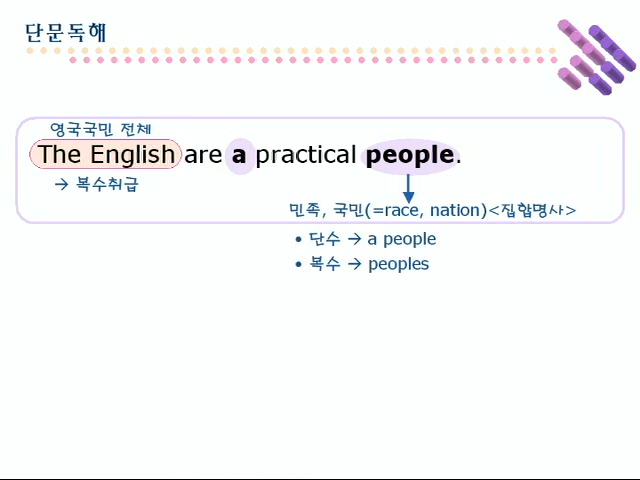 단문독해
영국국민 전체
The English are a practical people.
→ 복수취급
민족, 국민(=race, nation)<집합명사>
• 단수 → a people
• 복수 → peoples